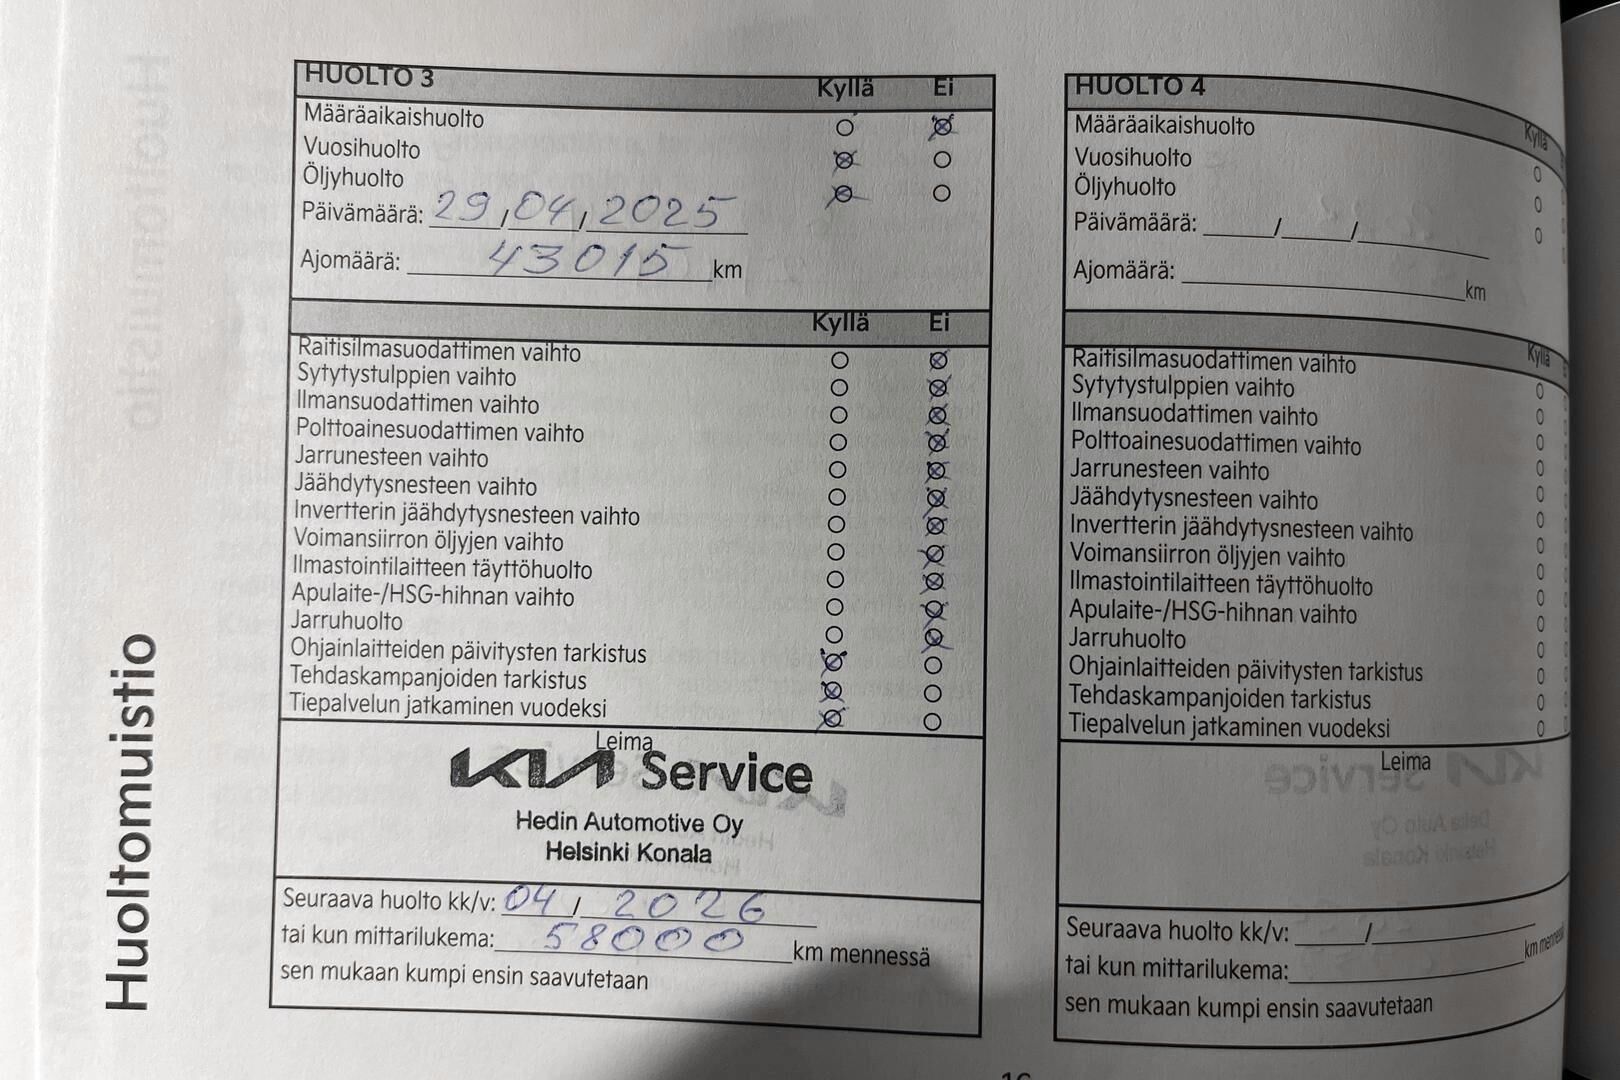 Huoltomuistio
HUOLTO 3 Kyllä Ei
Määräaikaishuolto
Vuosihuolto
Öljyhuolto
Päivämäärä: 29/04/2025
Ajomäärä: 43015 km
Kyllä Ei
Raitisilmasuodattimen vaihto
Sytytystulppien vaihto
Ilmansuodattimen vaihto
Polttoainesuodattimen vaihto
Jarrunesteen vaihto
Jäähdytysnesteen vaihto
Invertterin jäähdytysnesteen vaihto
Voimansiirron öljyjen vaihto
Ilmastointilaitteen täyttöhuolto
Apulaite-/HSG-hihnan vaihto
Jarruhuolto
Ohjainlaitteiden päivitysten tarkistus
Tehdaskampanjoiden tarkistus
Tiepalvelun jatkaminen vuodeksi
Leima
KIA Service
Hedin Automotive Oy
Helsinki Konala
Seuraava huolto kk/v: 04/2026
tai kun mittarilukema: 58000 km mennessä
sen mukaan kumpi ensin saavutetaan
HUOLTO 4 Kyllä
Määräaikaishuolto
Vuosihuolto
Öljyhuolto
Päivämäärä: / /
Ajomäärä: km
Kyllä
Raitisilmasuodattimen vaihto
Sytytystulppien vaihto
Ilmansuodattimen vaihto
Polttoainesuodattimen vaihto
Jarrunesteen vaihto
Jäähdytysnesteen vaihto
Invertterin jäähdytysnesteen vaihto
Voimansiirron öljyjen vaihto
Ilmastointilaitteen täyttöhuolto
Apulaite-/HSG-hihnan vaihto
Jarruhuolto
Ohjainlaitteiden päivitysten tarkistus
Tehdaskampanjoiden tarkistus
Tiepalvelun jatkaminen vuodeksi
Leima
Seuraava huolto kk/v: /
tai kun mittarilukema: km
sen mukaan kumpi ensin saavutetaan